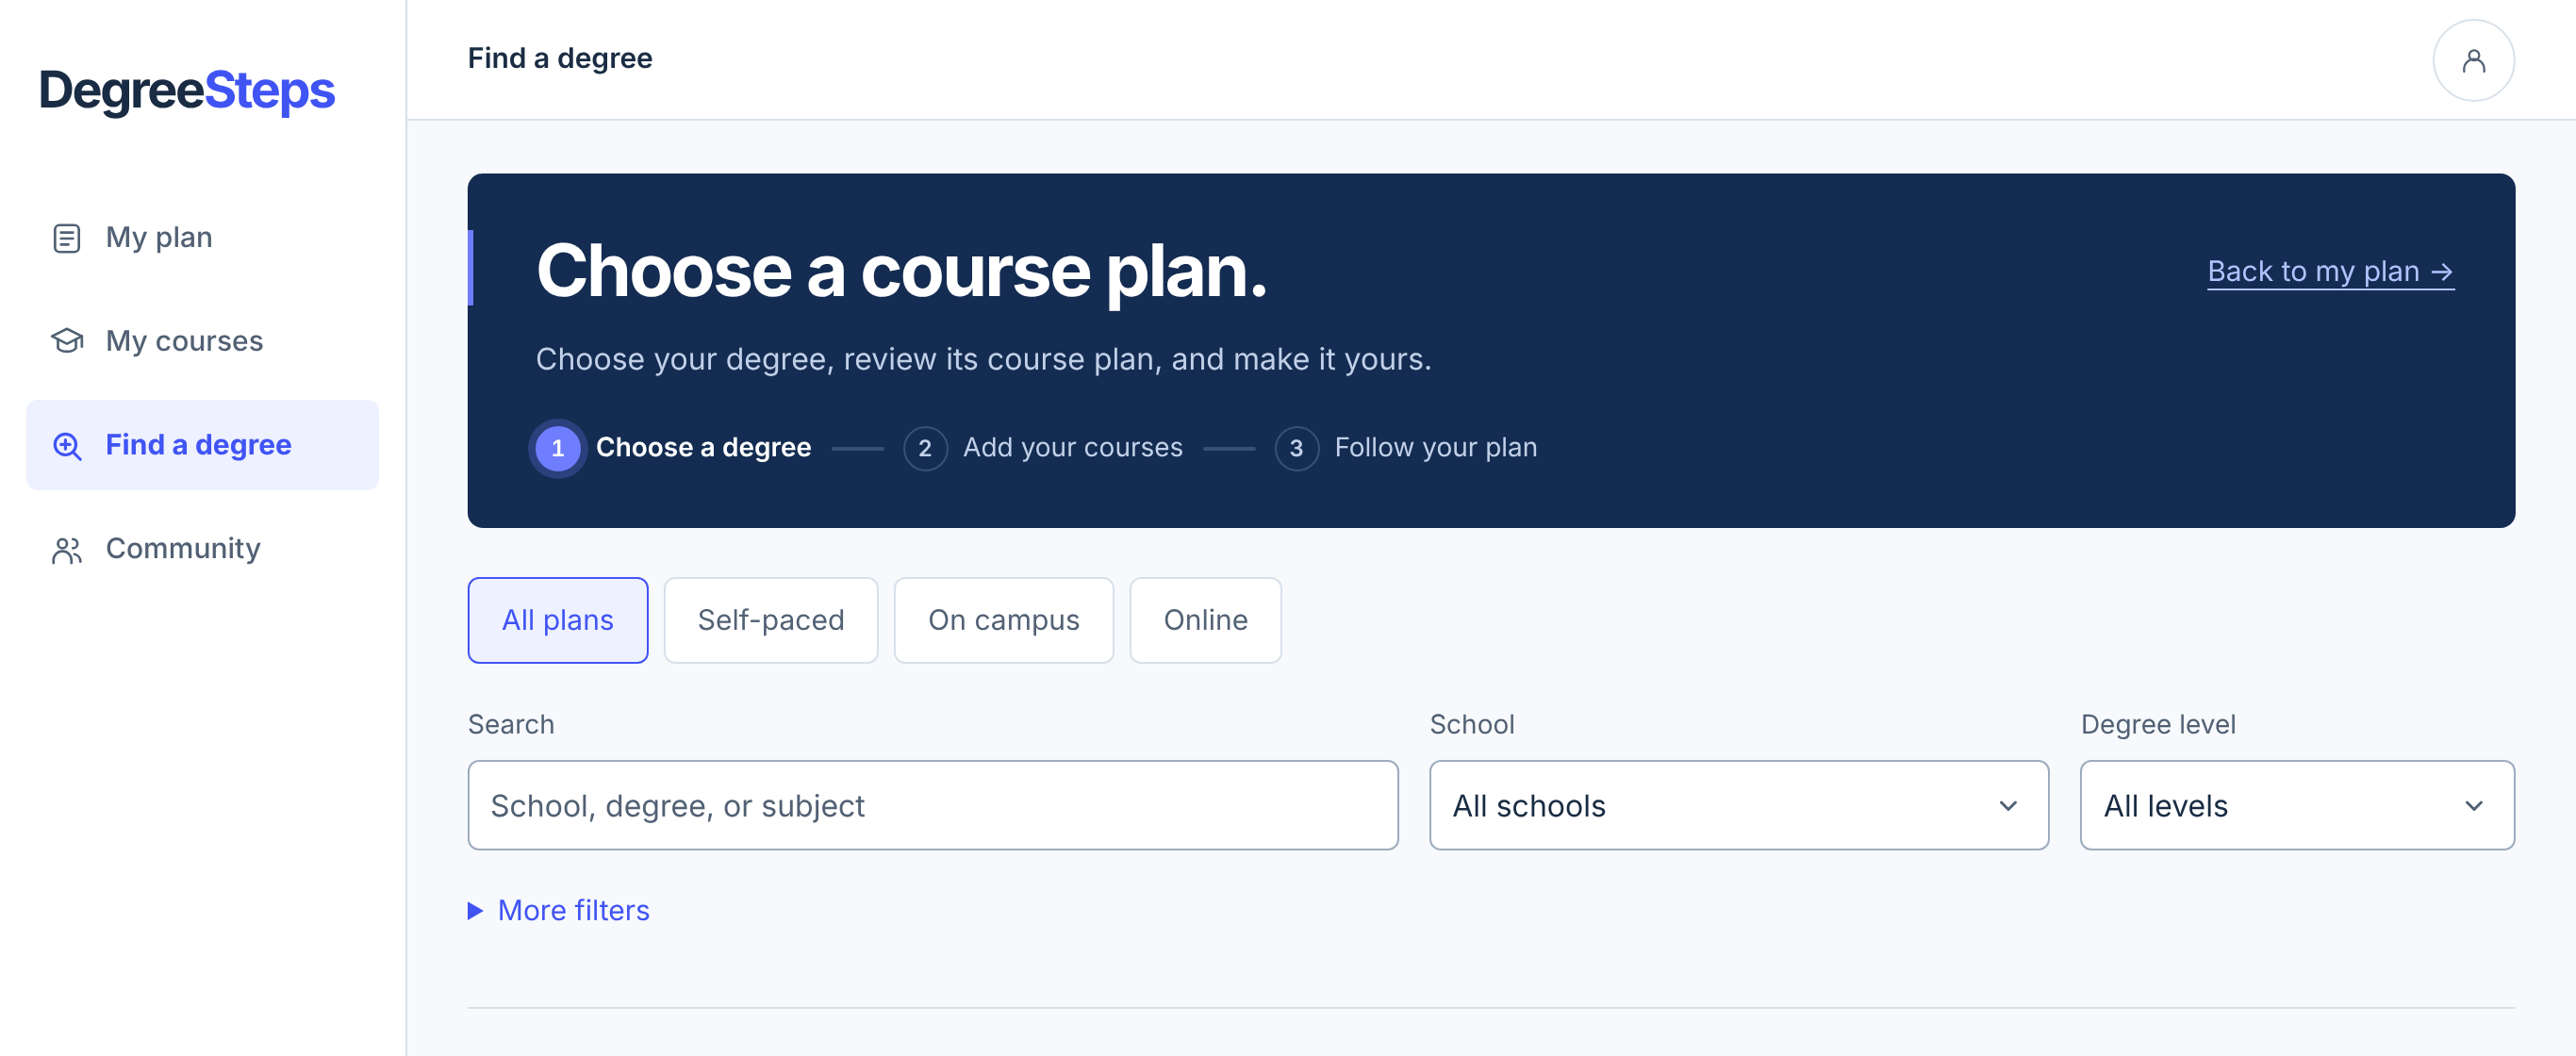 DegreeSteps
My plan
My courses
Find a degree
Community
Find a degree
Choose a course plan.
Back to my plan →
Choose your degree, review its course plan, and make it yours.
1 Choose a degree 2 Add your courses 3 Follow your plan
All plans Self-paced On campus Online
Search School Degree level
School, degree, or subject All schools All levels
More filters